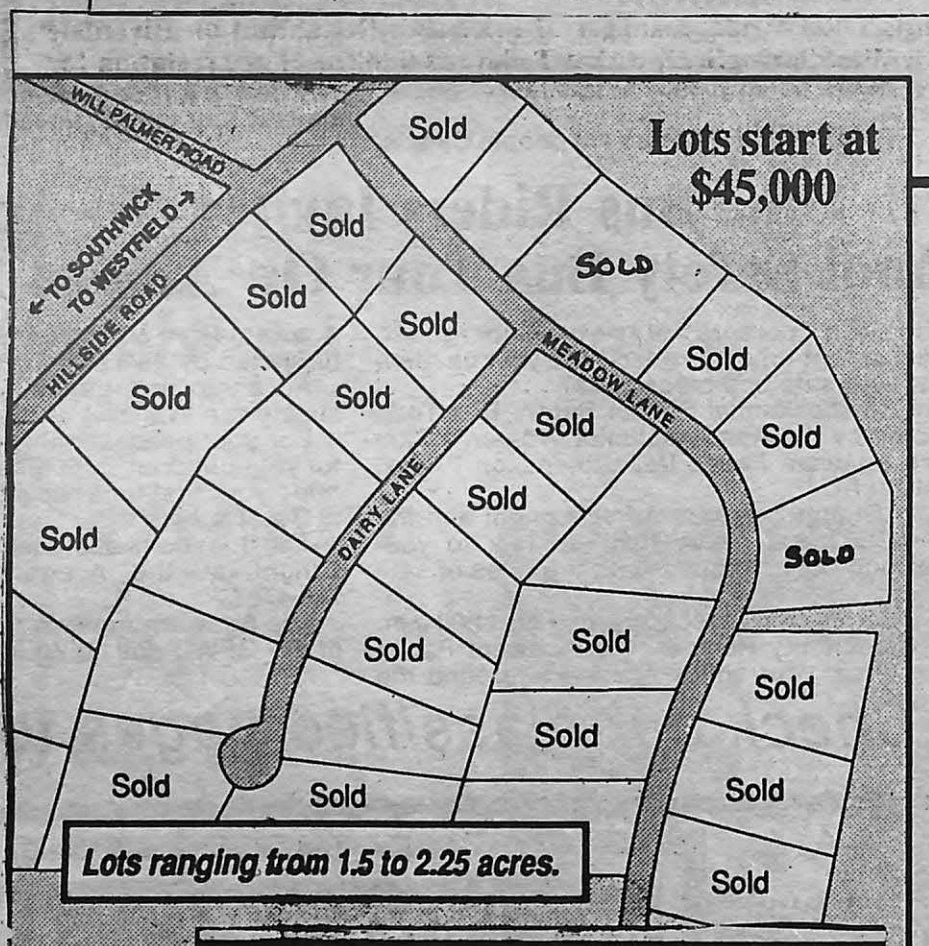 WILL PALMER ROAD
Sold
Lots start at
$45,000
← TO SOUTHWICK
TO WESTFIELD →
HILLSIDE ROAD
Sold
SOLD
Sold
Sold
MEADOW LANE
Sold
Sold
Sold
Sold
Sold
Sold
Sold
DAIRY LANE
Sold
SOLD
Sold
Sold
Sold
Sold
Sold
Sold
Sold
Sold
Lots ranging from 1.5 to 2.25 acres.
Sold